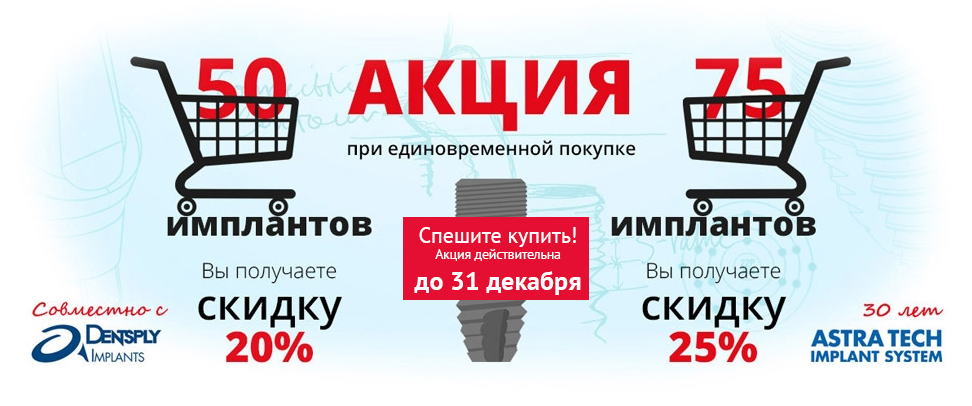 50
АКЦИЯ
75
при единовременной покупке
имплантов
имплантов
Спешите купить!
Акция действительна
до 31 декабря
Вы получаете
скидку
20%
Вы получаете
скидку
25%
Совместно с
DENTSPLY
IMPLANTS
30 лет
ASTRA TECH
IMPLANT SYSTEM